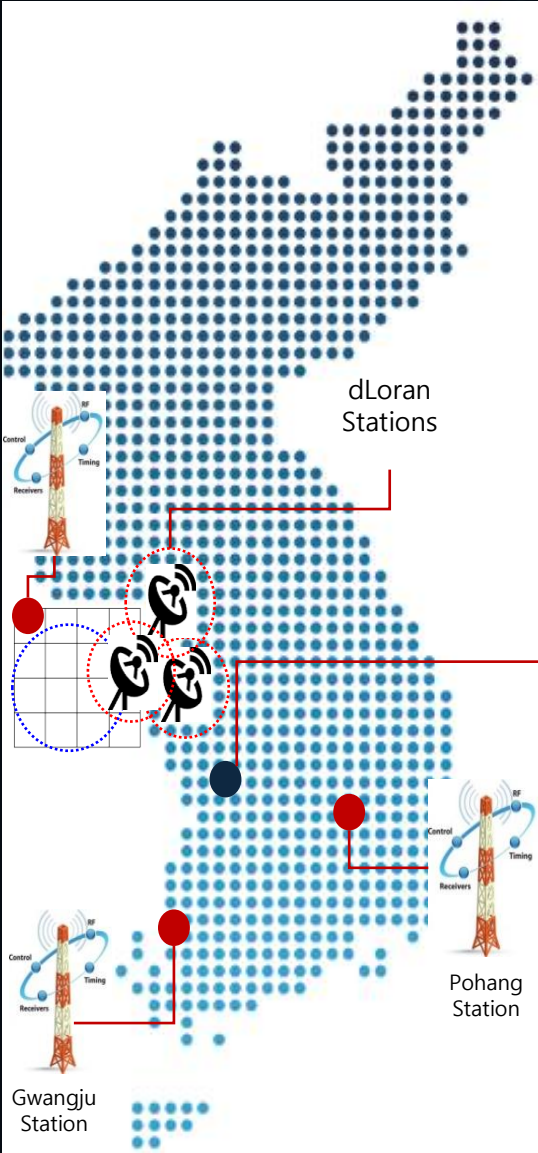 dLoran
Stations
RF
Control
Timing
Receivers
RF
Control
Timing
Receivers
Pohang
Station
RF
Control
Timing
Receivers
Gwangju
Station